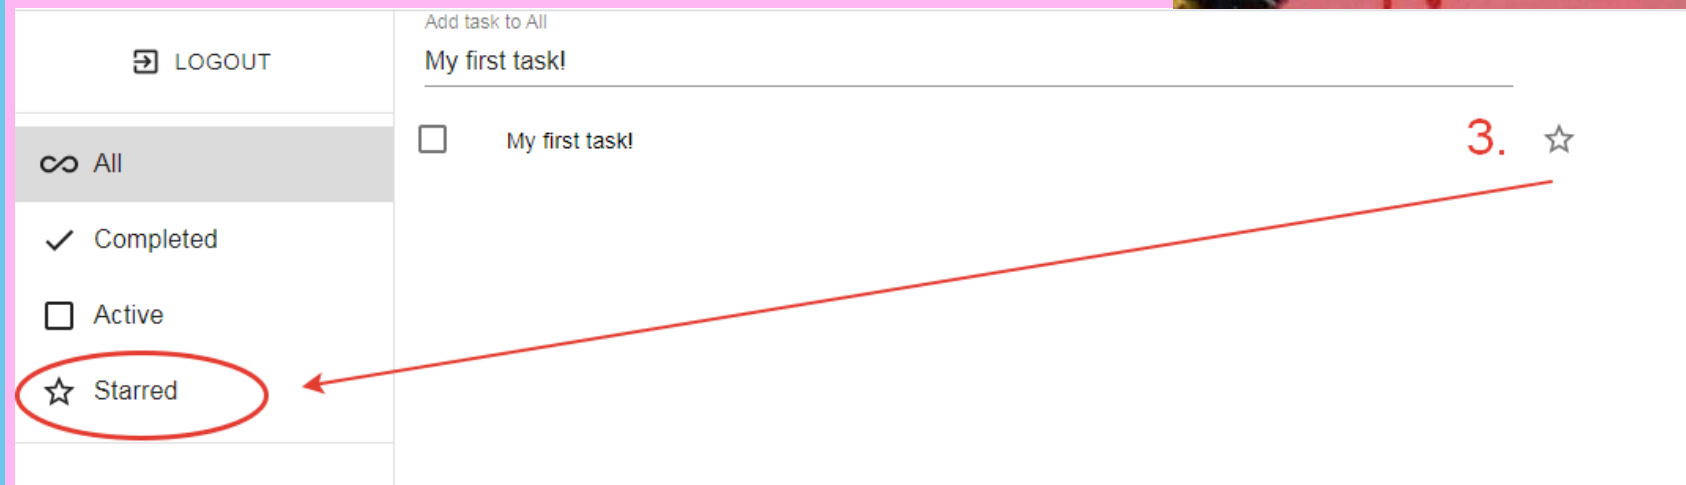 LOGOUT
All
Completed
Active
Starred
Add task to All
My first task!
My first task!
3.